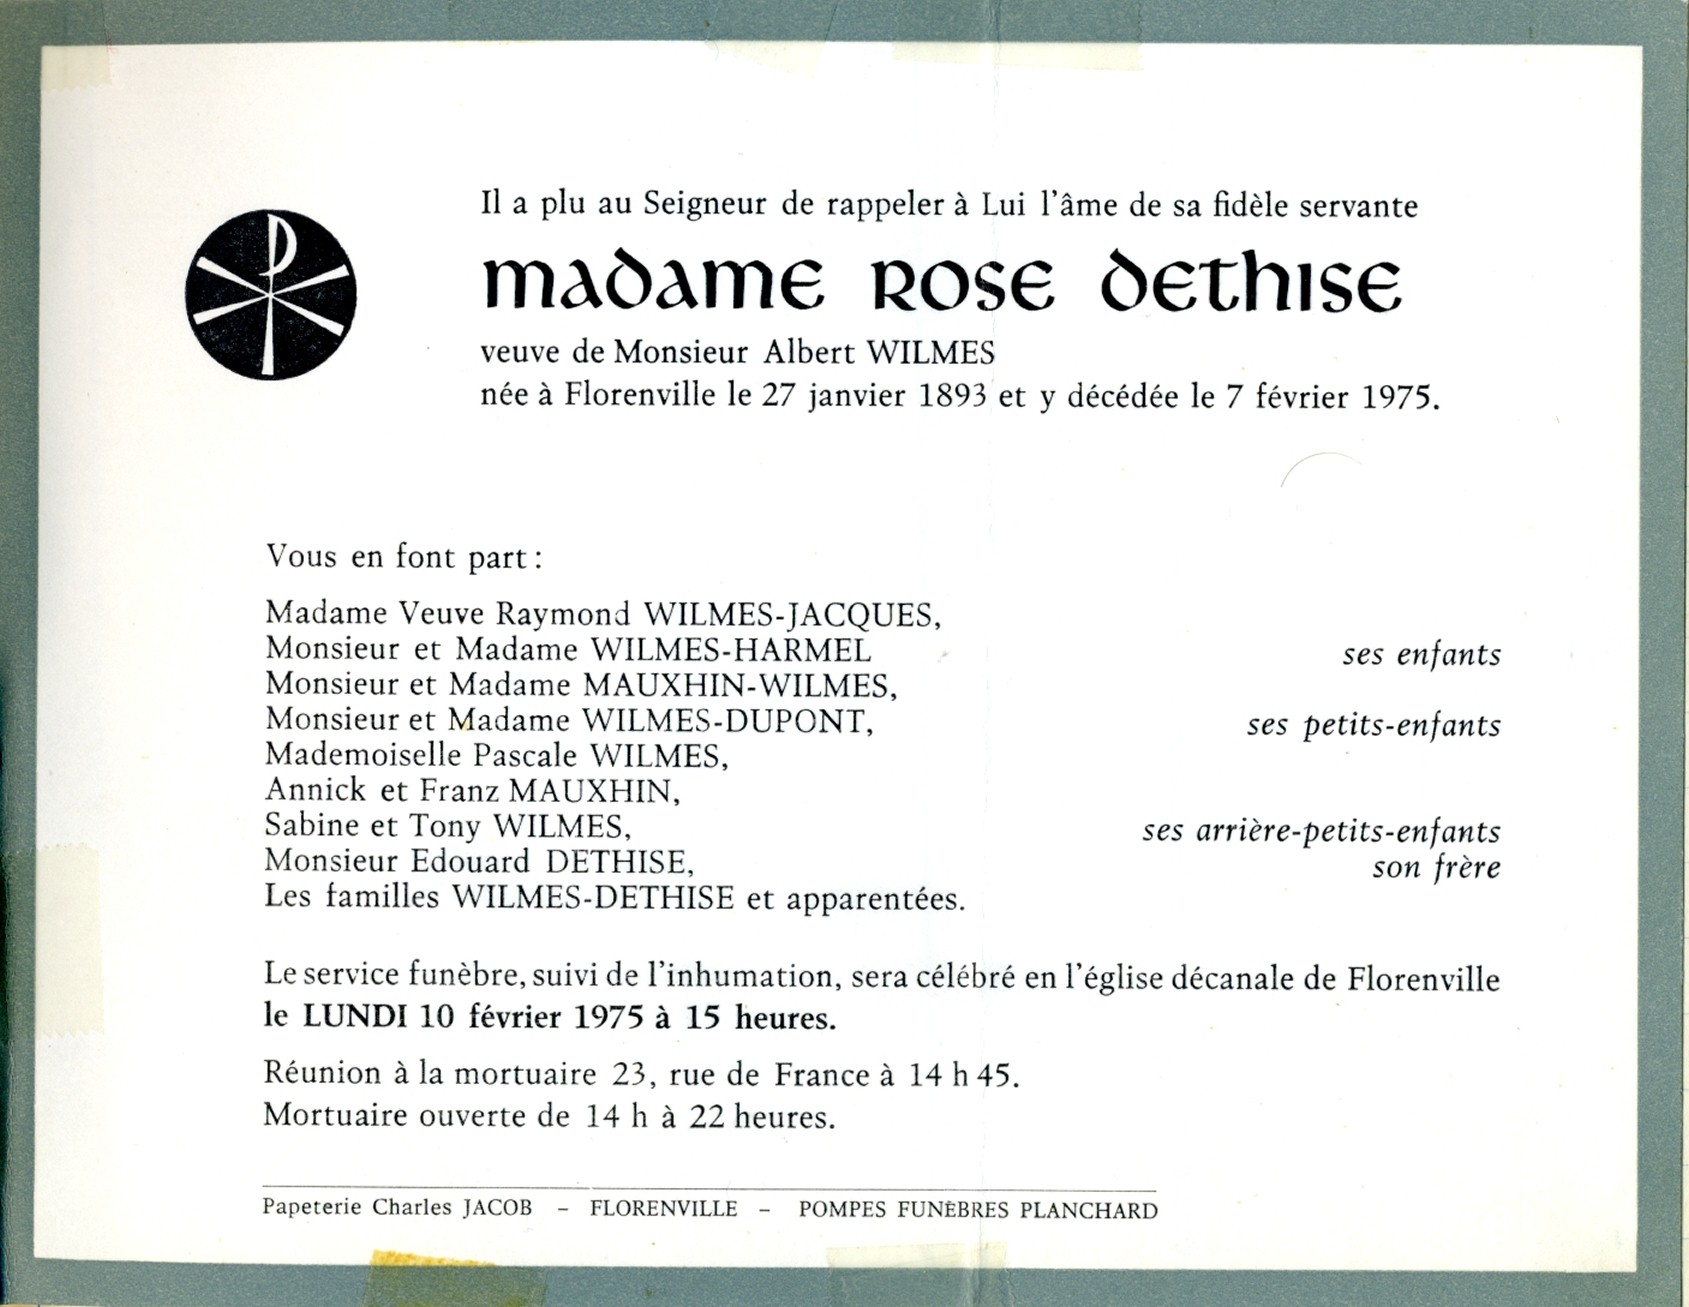 Il a plu au Seigneur de rappeler à Lui l'âme de sa fidèle servante
MADAME ROSE DETHISE
veuve de Monsieur Albert WILMES
née à Florenville le 27 janvier 1893 et y décédée le 7 février 1975.
Vous en font part :
Madame Veuve Raymond WILMES-JACQUES,
Monsieur et Madame WILMES-HARMEL ses enfants
Monsieur et Madame MAUXHIN-WILMES,
Monsieur et Madame WILMES-DUPONT, ses petits-enfants
Mademoiselle Pascale WILMES,
Annick et Franz MAUXHIN,
Sabine et Tony WILMES, ses arrière-petits-enfants
Monsieur Edouard DETHISE, son frère
Les familles WILMES-DETHISE et apparentées.
Le service funèbre, suivi de l'inhumation, sera célébré en l'église décanale de Florenville
le LUNDI 10 février 1975 à 15 heures.
Réunion à la mortuaire 23, rue de France à 14 h 45.
Mortuaire ouverte de 14 h à 22 heures.
Papeterie Charles JACOB – FLORENVILLE – POMPES FUNÈBRES PLANCHARD